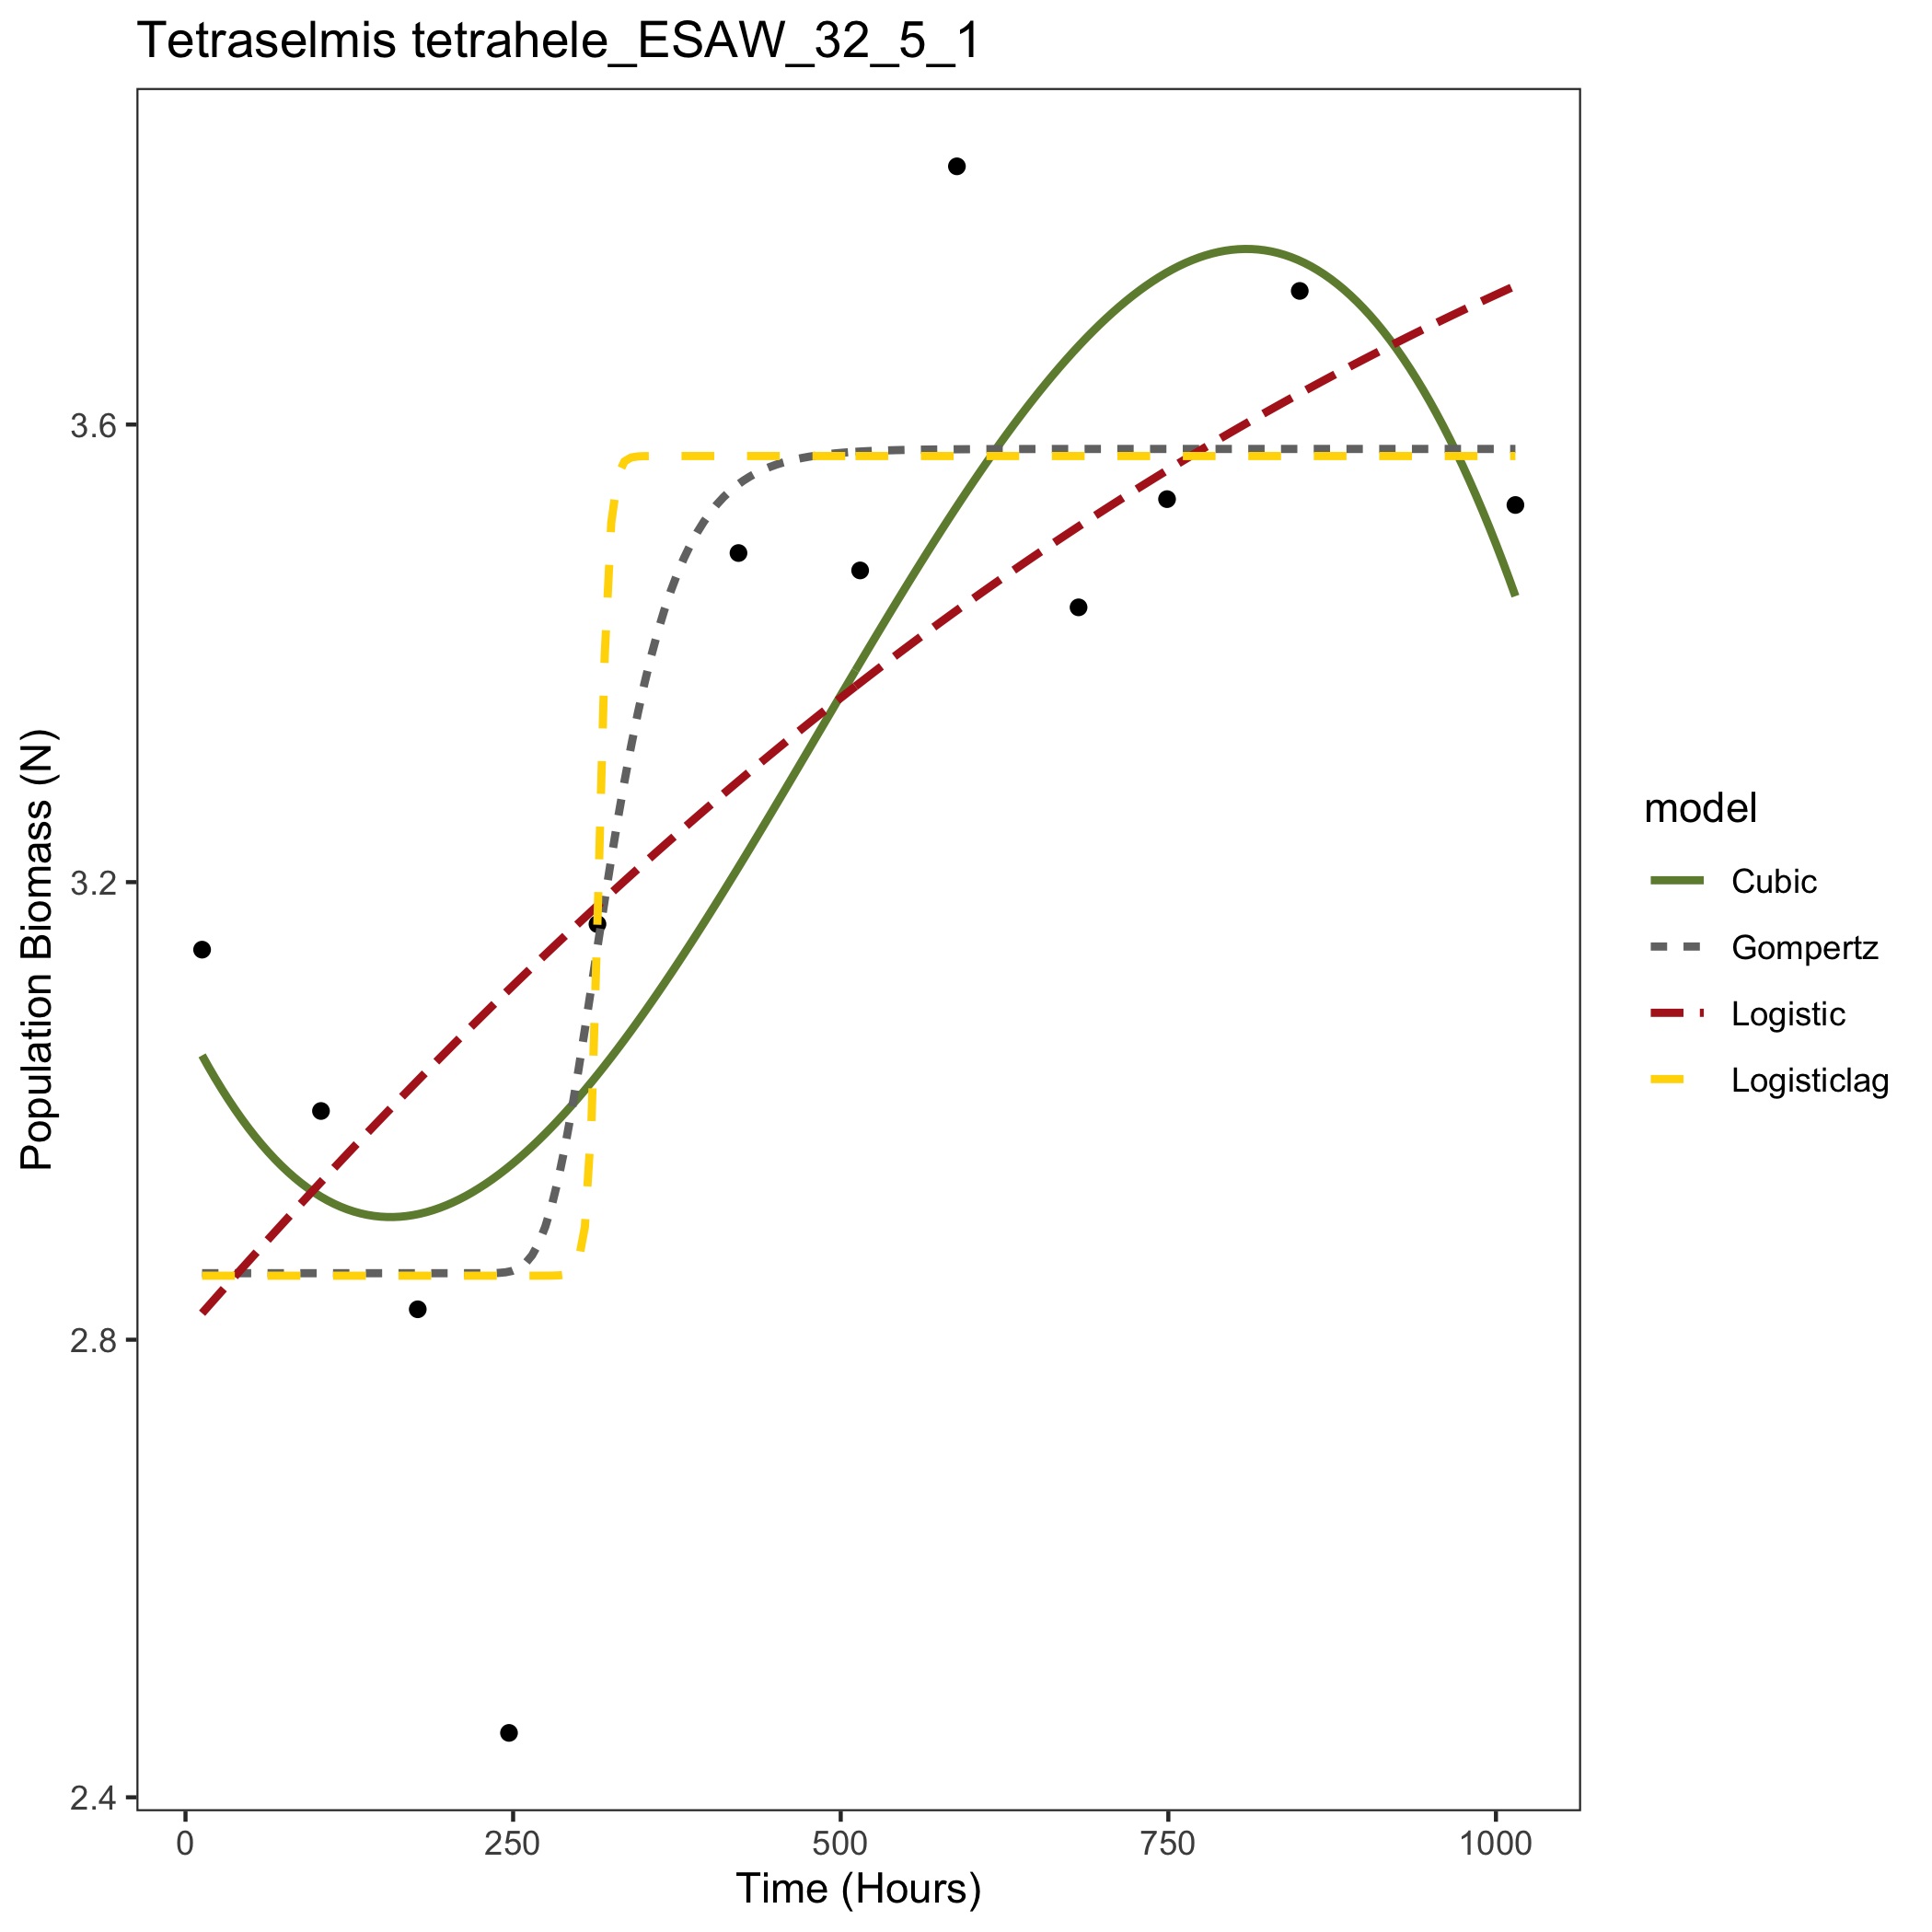 Tetraselmis tetrahele_ESAW_32_5_1
Population Biomass (N)
3.6
3.2
2.8
2.4
0 250 500 750 1000
Time (Hours)
model
Cubic
Gompertz
Logistic
Logisticlag